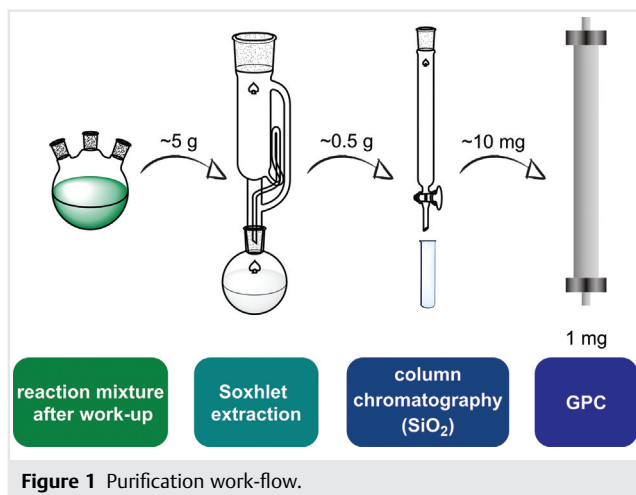 ~5 g
~0.5 g
~10 mg
1 mg
reaction mixture
after work-up
Soxhlet
extraction
column
chromatography
(SiO₂)
GPC
Figure 1 Purification work-flow.